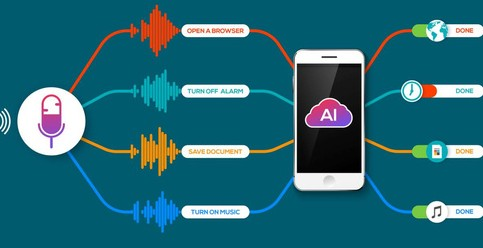 OPEN A BROWSER
DONE
TURN OFF ALARM
DONE
AI
SAVE DOCUMENT
DONE
TURN ON MUSIC
DONE